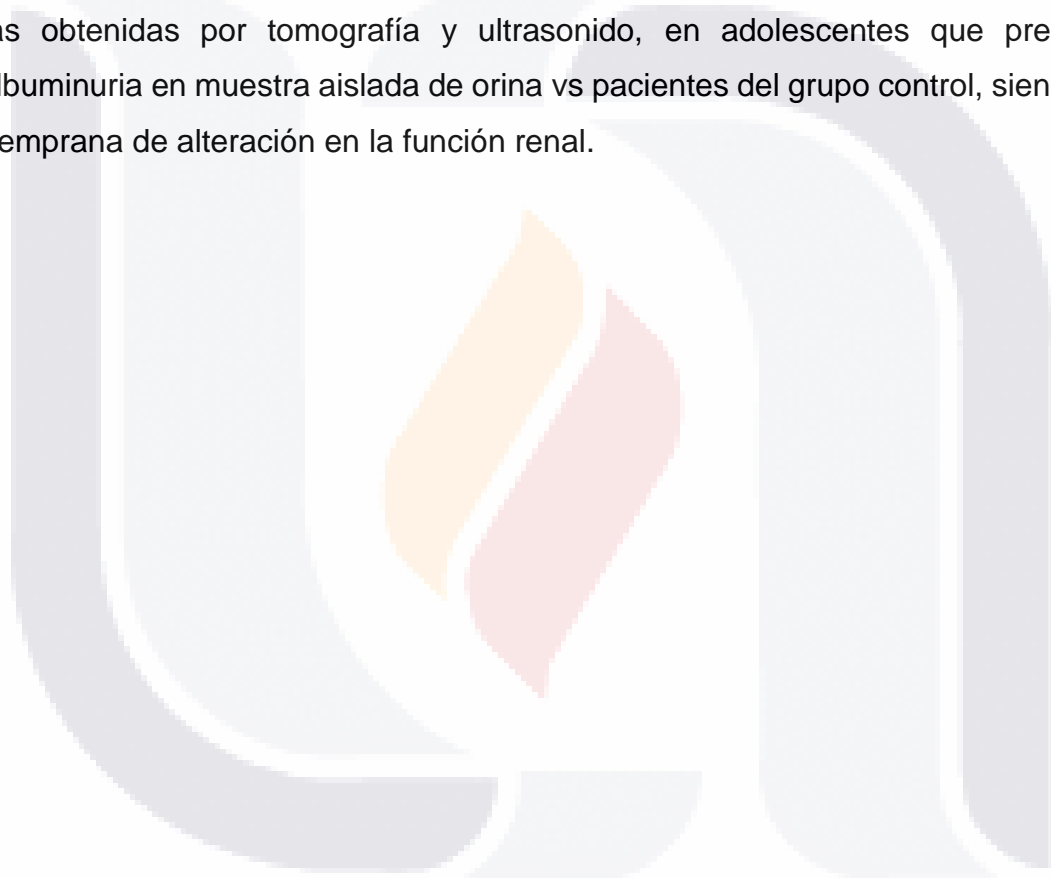 as obtenidas por tomografía y ultrasonido, en adolescentes que pre
lbuminuria en muestra aislada de orina vs pacientes del grupo control, sien
emprana de alteración en la función renal.